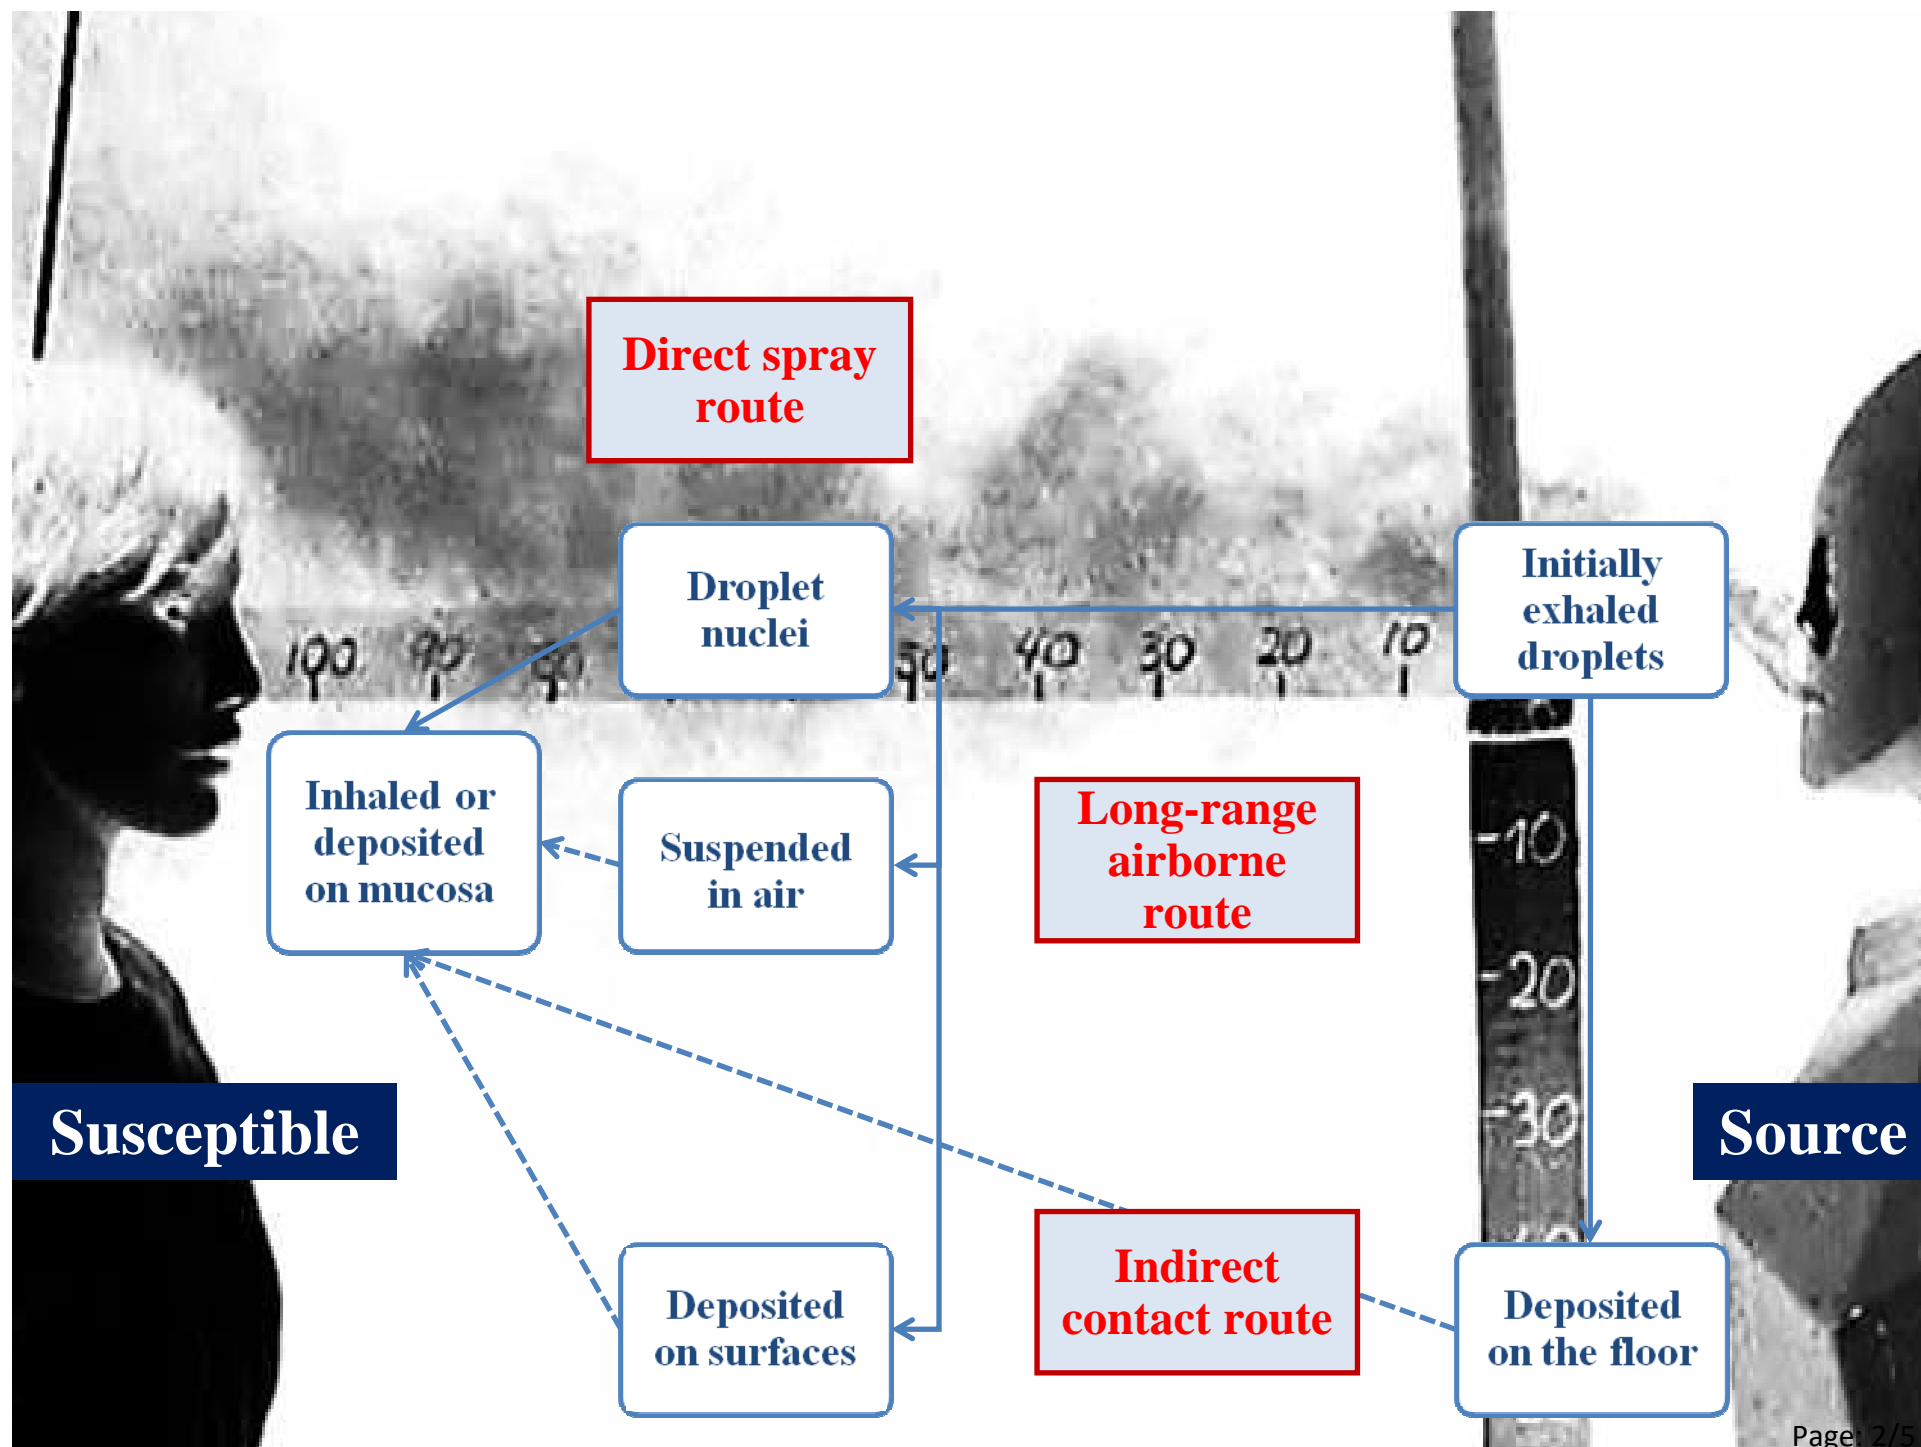 Direct spray
route
Droplet
nuclei
Initially
exhaled
droplets
100 90 80 50 40 30 20 10
Inhaled or
deposited
on mucosa
Suspended
in air
Long-range
airborne
route
-10
-20
-30
40
Susceptible
Source
Deposited
on surfaces
Indirect
contact route
Deposited
on the floor
Page: 2/5